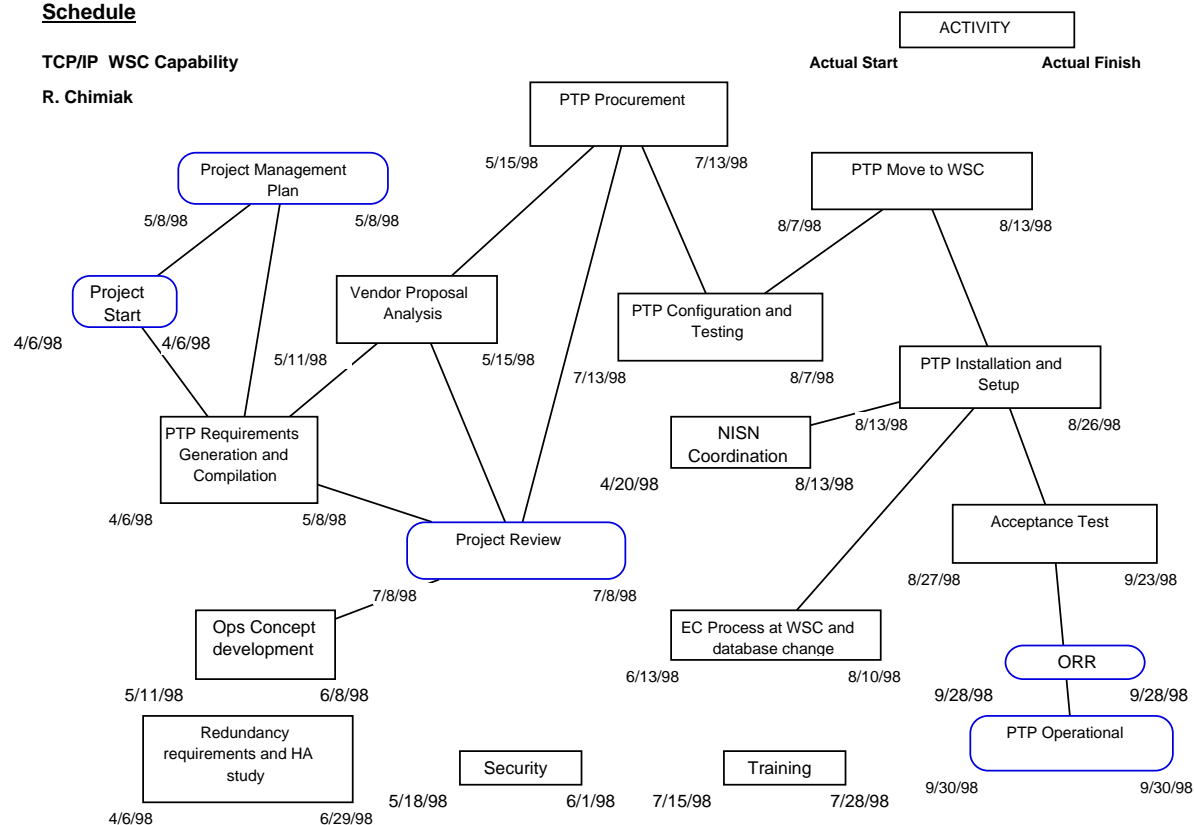 Schedule
ACTIVITY
TCP/IP WSC Capability
Actual Start
Actual Finish
R. Chimiak
PTP Procurement
5/15/98
7/13/98
Project Management
Plan
5/8/98
5/8/98
PTP Move to WSC
8/7/98
8/13/98
Project
Start
4/6/98
4/6/98
Vendor Proposal
Analysis
5/11/98
5/15/98
PTP Configuration and
Testing
7/13/98
8/7/98
PTP Installation and
Setup
8/13/98
8/26/98
PTP Requirements
Generation and
Compilation
4/6/98
5/8/98
NISN
Coordination
4/20/98
8/13/98
Project Review
7/8/98
7/8/98
Acceptance Test
8/27/98
9/23/98
Ops Concept
development
5/11/98
6/8/98
EC Process at WSC and
database change
6/13/98
8/10/98
ORR
9/28/98
9/28/98
Redundancy
requirements and HA
study
4/6/98
6/29/98
Security
5/18/98
6/1/98
Training
7/15/98
7/28/98
PTP Operational
9/30/98
9/30/98